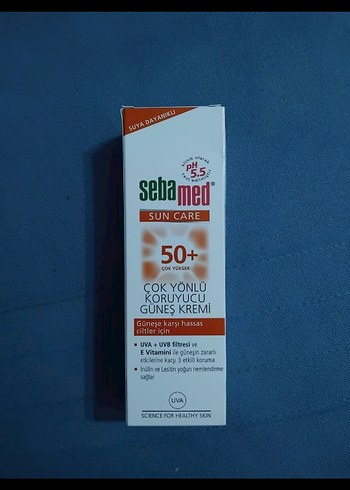 SUYA DAYANIKLI
pH
5.5
sebamed®
SUN CARE
50+
ÇOK YÜKSEK
ÇOK YÖNLÜ
KORUYUCU
GÜNEŞ KREMİ
Güneşe karşı hassas
ciltler için
• UVA + UVB filtresi ve
E Vitamini ile güneşin zararlı
etkilerine karşı 3 etkili koruma
• İnülin ve Lesitin yoğun nemlendirme
sağlar
UVA
SCIENCE FOR HEALTHY SKIN